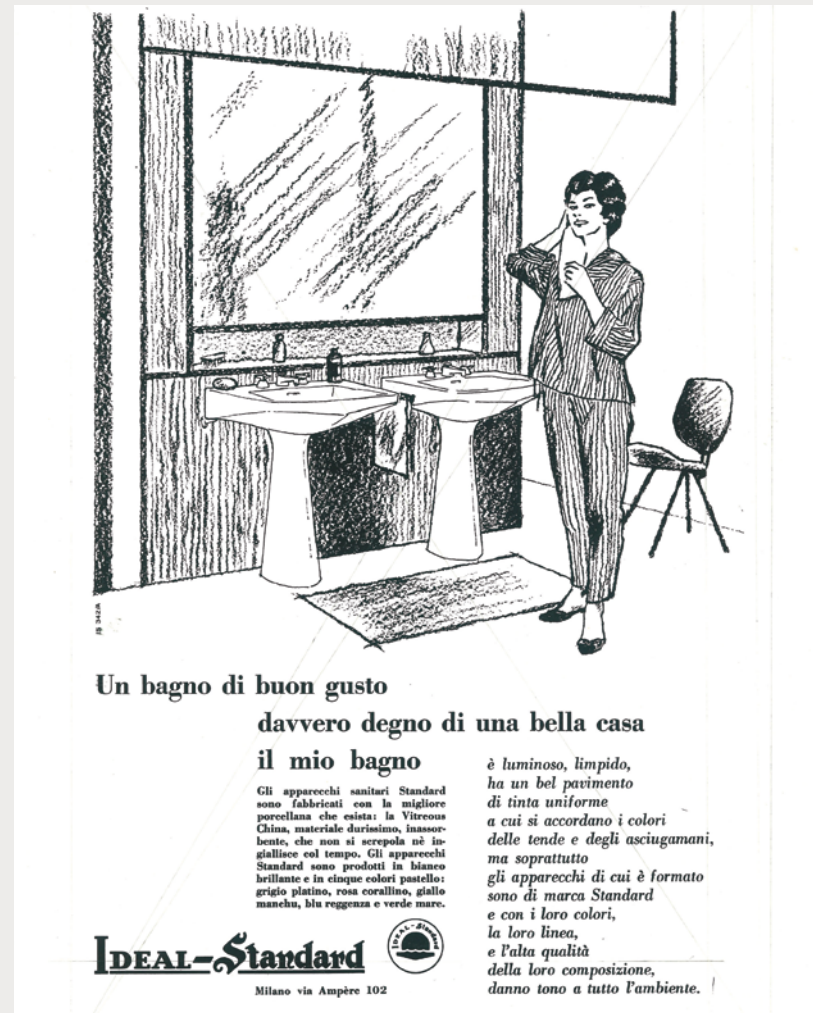 Un bagno di buon gusto
davvero degno di una bella casa
il mio bagno
Gli apparecchi sanitari Standard
sono fabbricati con la migliore
porcellana che esista: la Vitreous
China, materiale durissimo, inassor-
bente, che non si screpola nè in-
giallisce col tempo. Gli apparecchi
Standard sono prodotti in bianco
brillante e in cinque colori pastello:
grigio platino, rosa corallino, giallo
manchu, blu reggenza e verde mare.
è luminoso, limpido,
ha un bel pavimento
di tinta uniforme
a cui si accordano i colori
delle tende e degli asciugamani,
ma soprattutto
gli apparecchi di cui è formato
sono di marca Standard
e con i loro colori,
la loro linea,
e l'alta qualità
della loro composizione,
danno tono a tutto l'ambiente.
IDEAL-Standard
IDEAL-Standard
Milano via Ampère 102